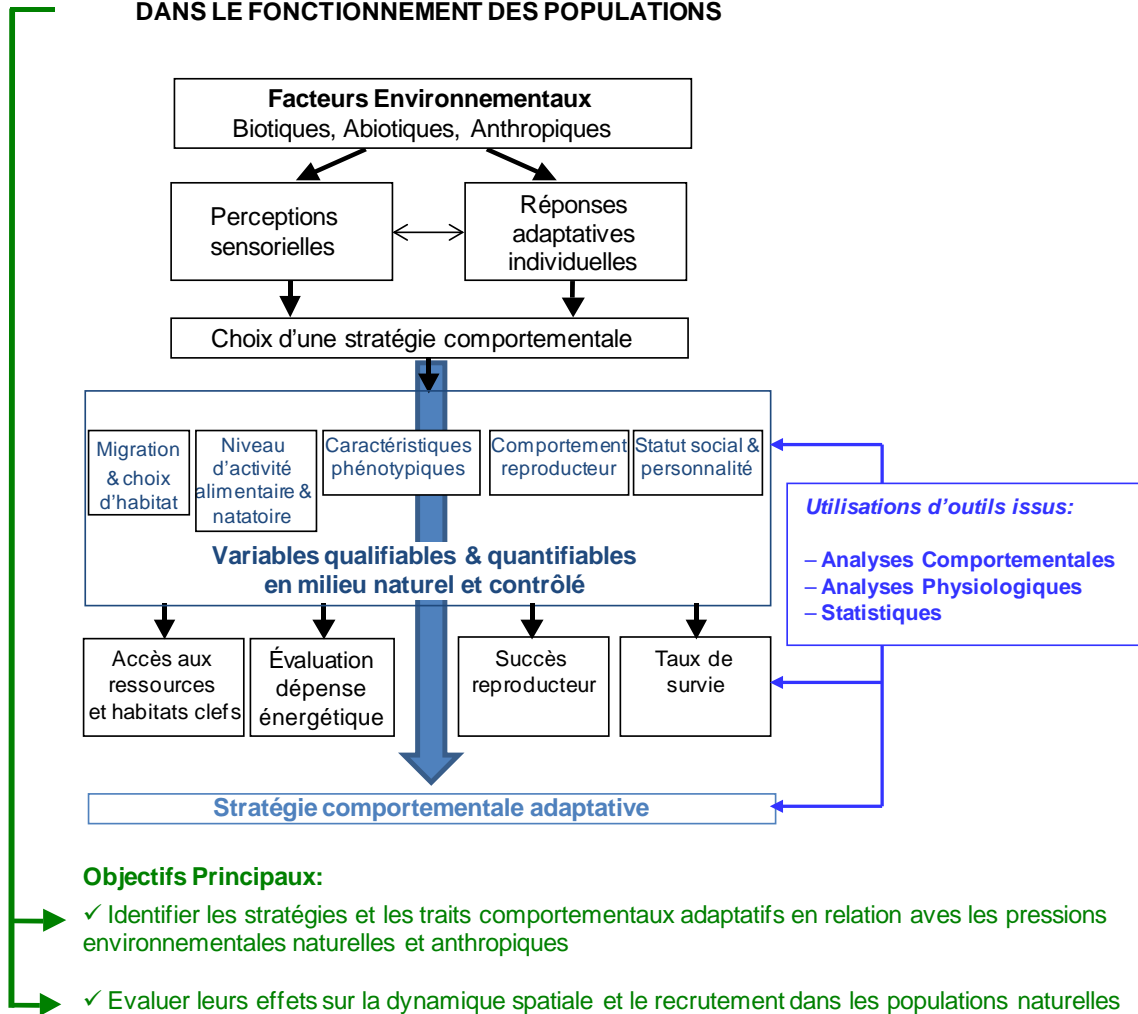 DANS LE FONCTIONNEMENT DES POPULATIONS
Facteurs Environnementaux
Biotiques, Abiotiques, Anthropiques
Perceptions
sensorielles
Réponses
adaptatives
individuelles
Choix d'une stratégie comportementale
Migration
& choix
d'habitat
Niveau
d'activité
alimentaire &
natatoire
Caractéristiques
phénotypiques
Comportement
reproducteur
Statut social &
personnalité
Variables qualifiables & quantifiables
en milieu naturel et contrôlé
Utilisations d'outils issus:
– Analyses Comportementales
– Analyses Physiologiques
– Statistiques
Accès aux
ressources
et habitats clefs
Évaluation
dépense
énergétique
Succès
reproducteur
Taux de
survie
Stratégie comportementale adaptative
Objectifs Principaux:
✓ Identifier les stratégies et les traits comportementaux adaptatifs en relation aves les pressions
environnementales naturelles et anthropiques
✓ Evaluer leurs effets sur la dynamique spatiale et le recrutement dans les populations naturelles